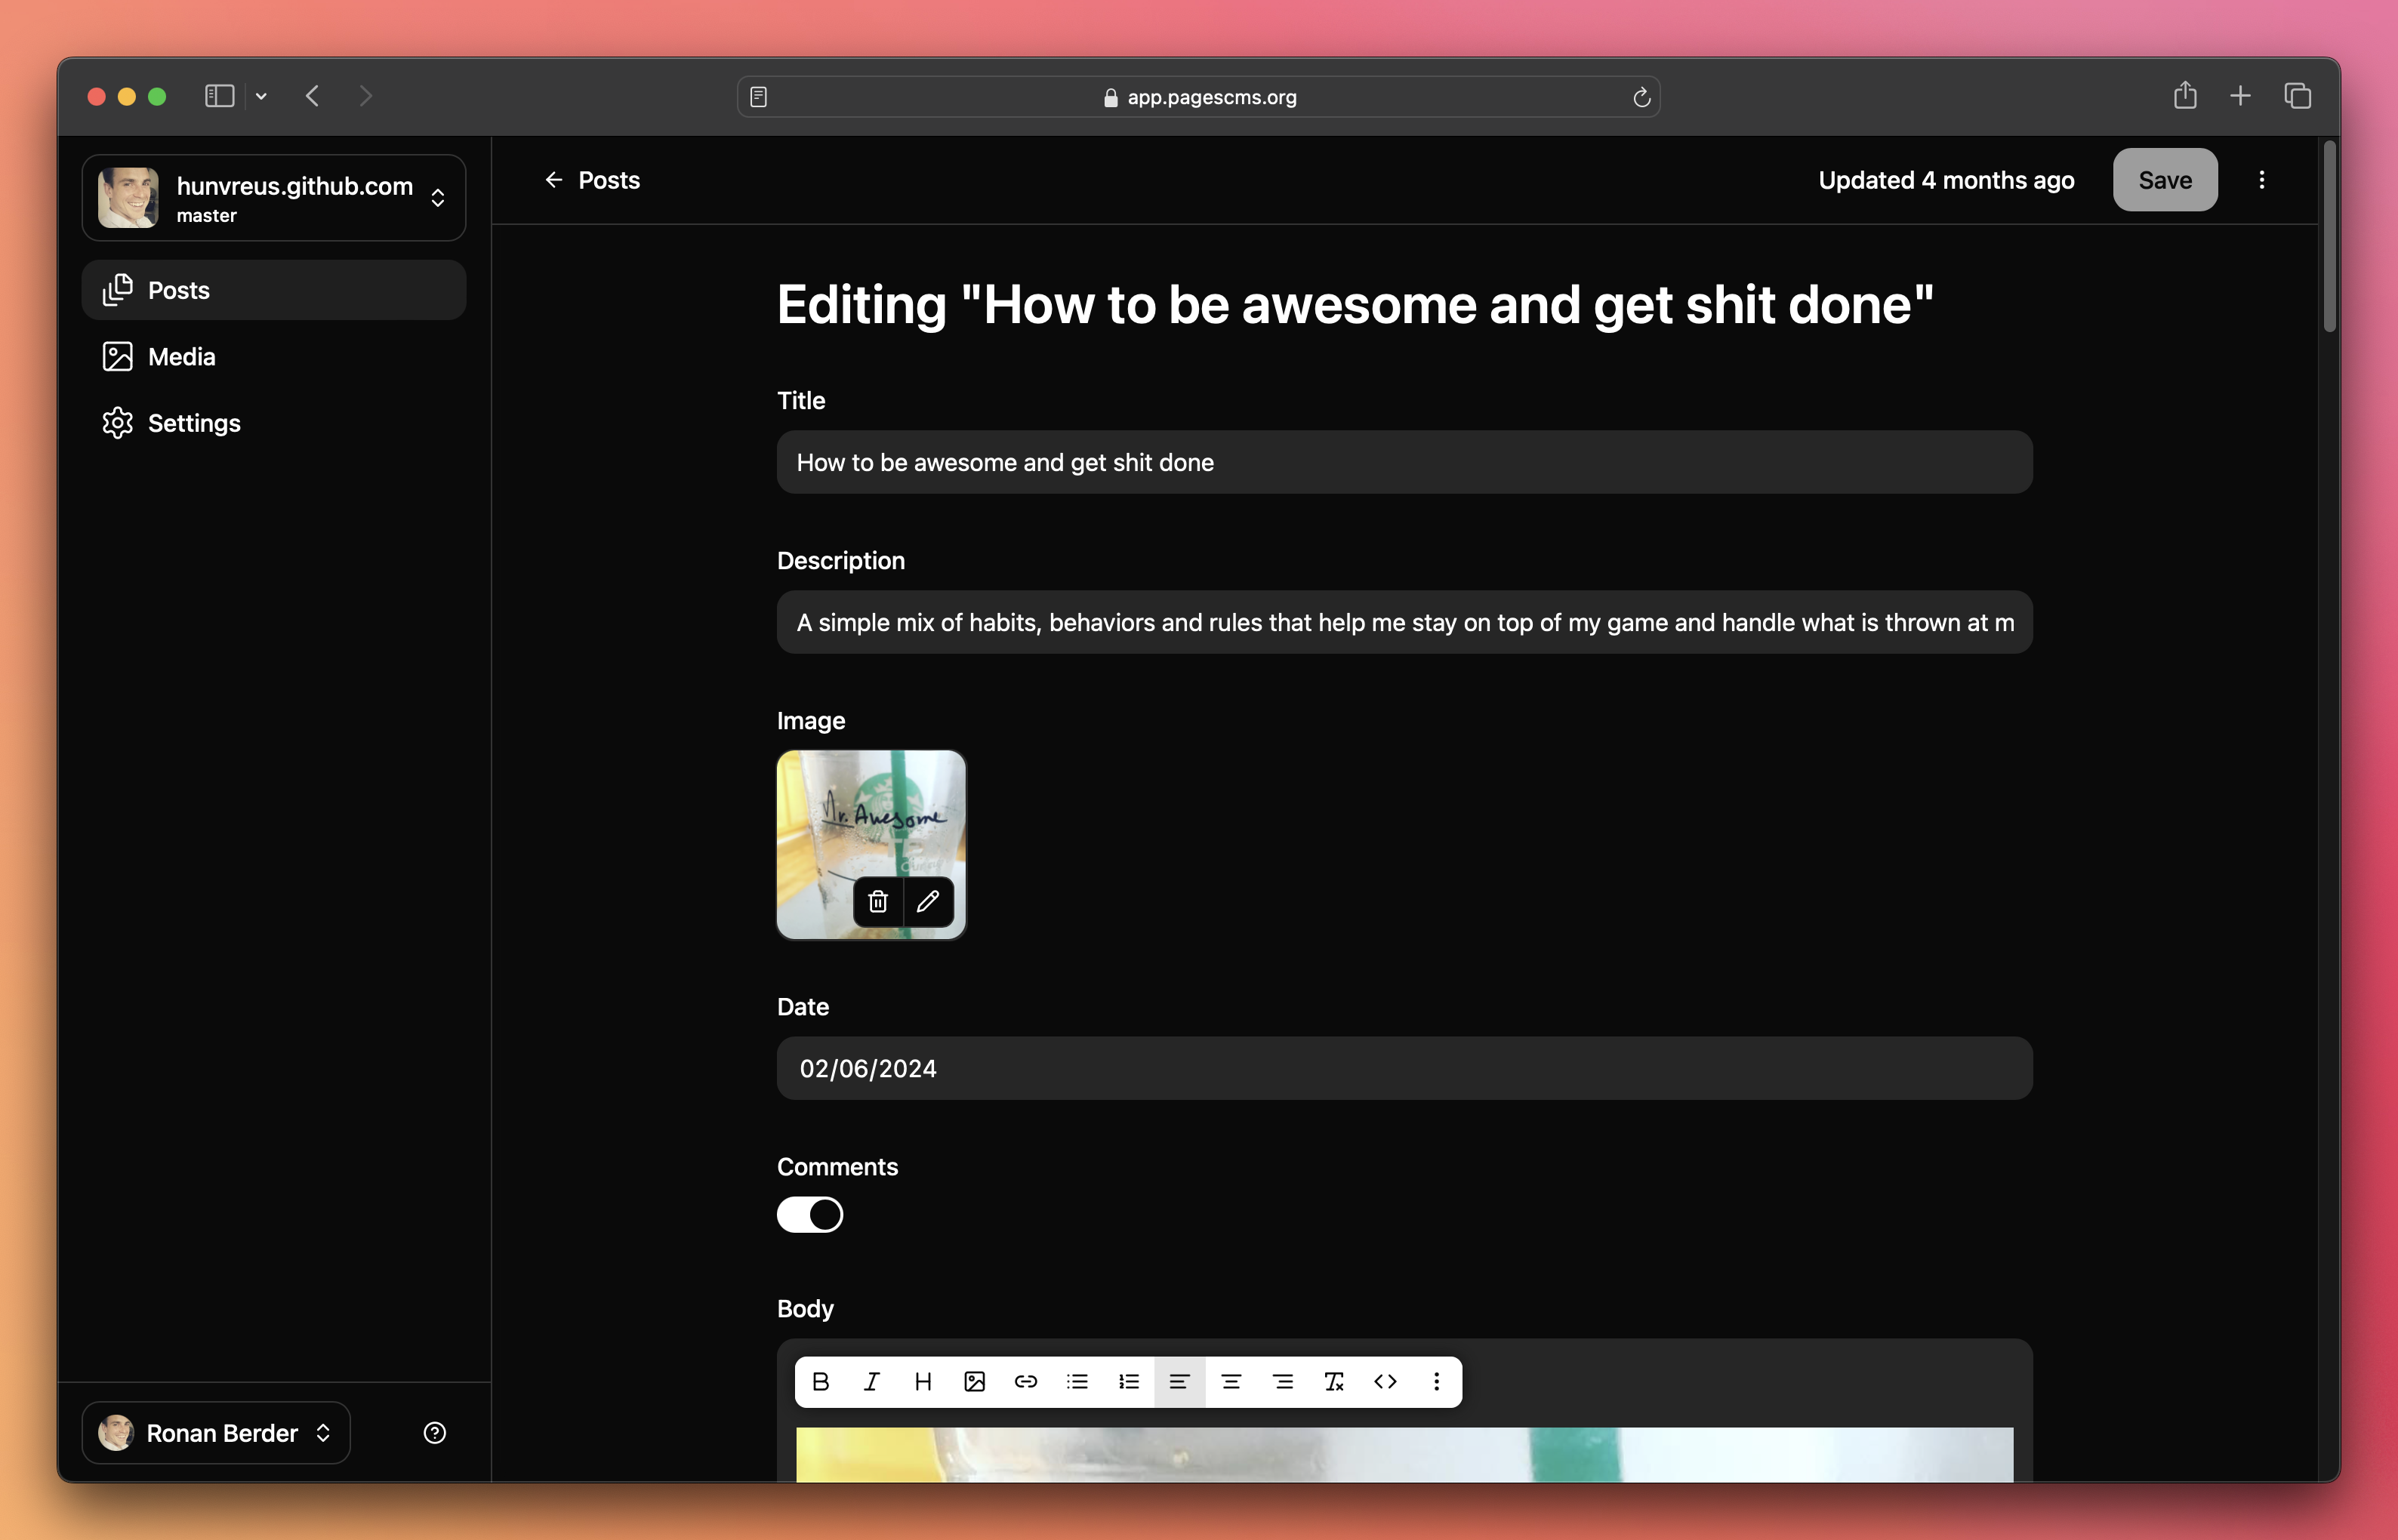 app.pagescms.org
hunvreus.github.com
master
Posts
Media
Settings
Ronan Berder
Posts
Updated 4 months ago
Save
Editing "How to be awesome and get shit done"
Title
How to be awesome and get shit done
Description
A simple mix of habits, behaviors and rules that help me stay on top of my game and handle what is thrown at m
Image
Mr. Awesome
Date
02/06/2024
Comments
Body